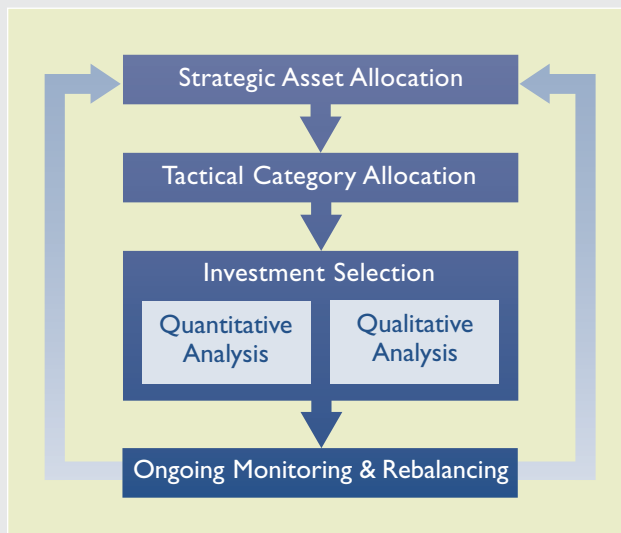 Strategic Asset Allocation
Tactical Category Allocation
Investment Selection
Quantitative
Analysis
Qualitative
Analysis
Ongoing Monitoring & Rebalancing